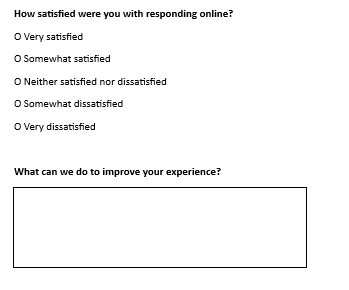 How satisfied were you with responding online?
O Very satisfied
O Somewhat satisfied
O Neither satisfied nor dissatisfied
O Somewhat dissatisfied
O Very dissatisfied
What can we do to improve your experience?